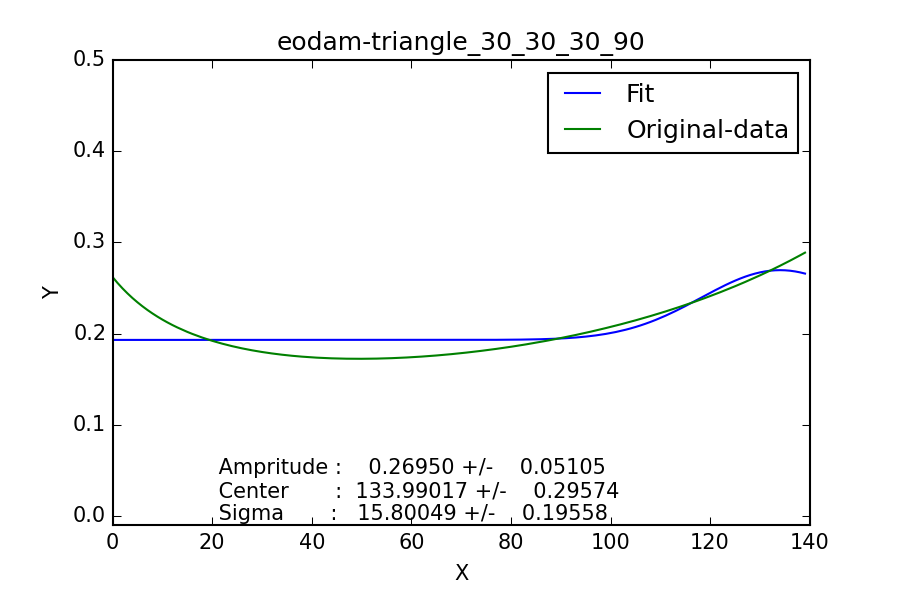 eodam-triangle_30_30_30_90
0.5
0.4
0.3
0.2
0.1
0.0
Y
Fit
Original-data
Ampritude : 0.26950 +/- 0.05105
Center : 133.99017 +/- 0.29574
Sigma : 15.80049 +/- 0.19558
0 20 40 60 80 100 120 140
X